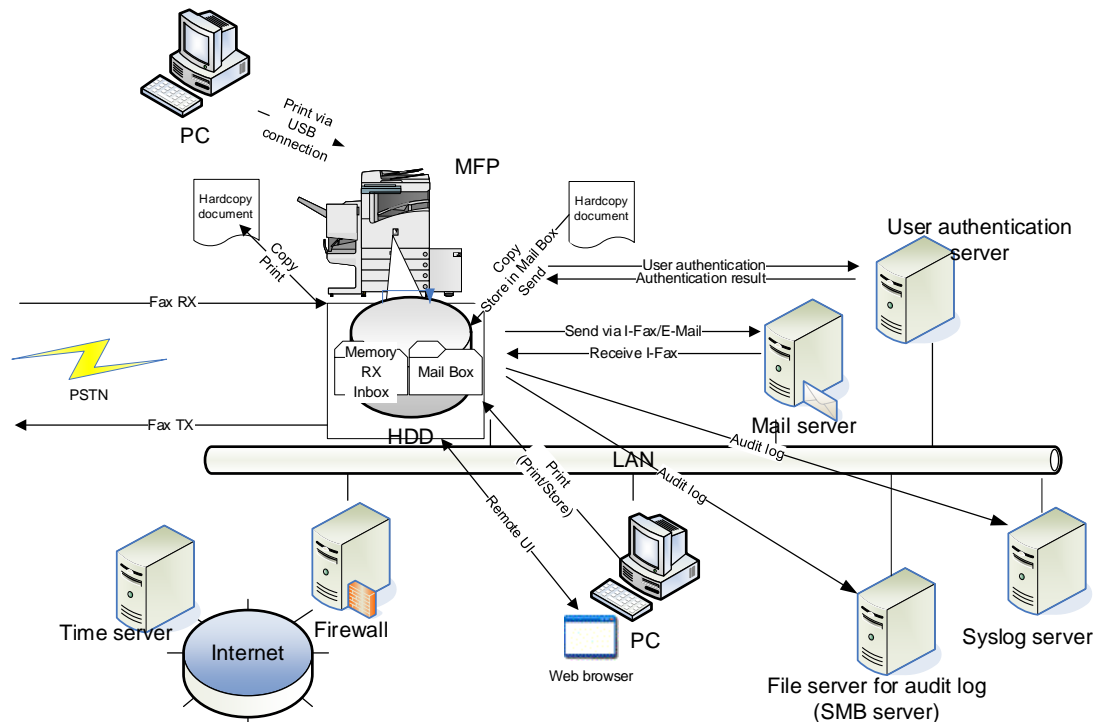 PC
Print via
USB
connection
MFP
Hardcopy
document
Copy
Print
Hardcopy
document
Copy
Store in Mail Box
Send
User authentication
server
User authentication
Authentication result
Fax RX
Send via I-Fax/E-Mail
Receive I-Fax
Memory
RX
Inbox
Mail Box
PSTN
Fax TX
HDD
Mail server
LAN
Audit log
Audit log
Print
(Print/Store)
Remote UI
Time server
Firewall
Internet
PC
Web browser
Syslog server
File server for audit log
(SMB server)